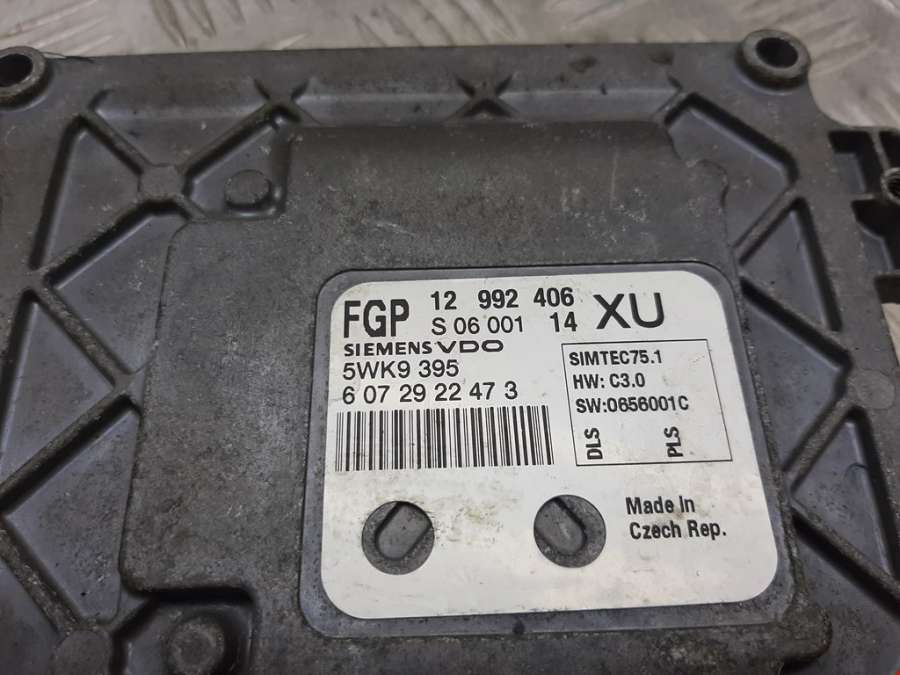 FGP 12 992 406 XU
S 06 001 14
SIEMENS VDO
5WK9 395
6 07 29 22 47 3
SIMTEC75.1
HW: C3.0
SW:0656001C
DLS PLS
Made in
Czech Rep.